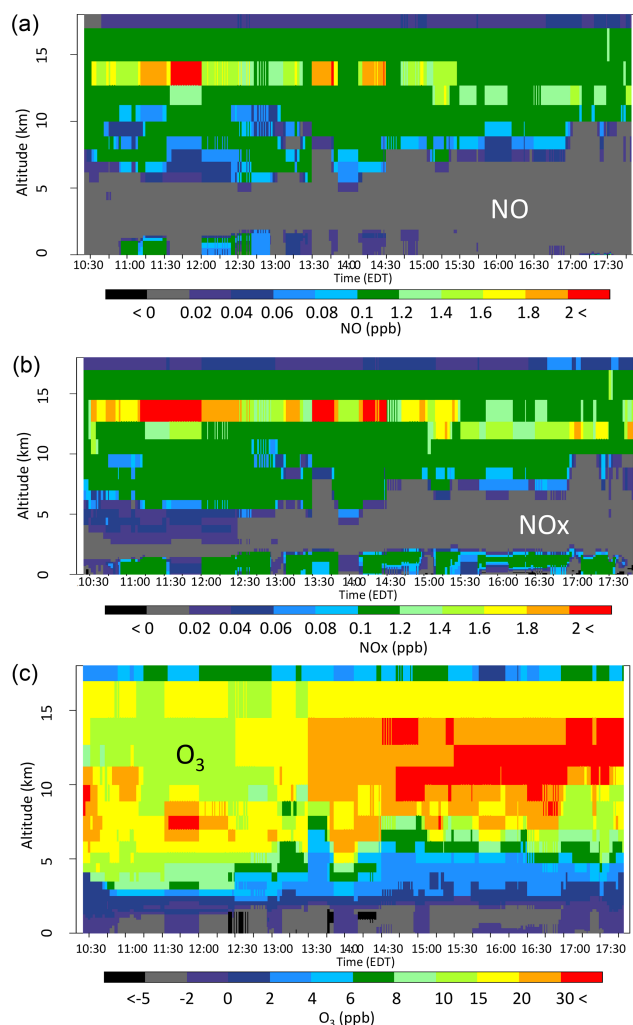 (a)
15
10
5
0
Altitude (km)
NO
10:30 11:00 11:30 12:00 12:30 13:00 13:30 14:00 14:30 15:00 15:30 16:00 16:30 17:00 17:30
Time (EDT)
< 0 0.02 0.04 0.06 0.08 0.1 1.2 1.4 1.6 1.8 2 <
NO (ppb)
(b)
15
10
5
0
Altitude (km)
NOx
10:30 11:00 11:30 12:00 12:30 13:00 13:30 14:00 14:30 15:00 15:30 16:00 16:30 17:00 17:30
Time (EDT)
< 0 0.02 0.04 0.06 0.08 0.1 1.2 1.4 1.6 1.8 2 <
NOx (ppb)
(c)
15
10
5
0
Altitude (km)
O₃
10:30 11:00 11:30 12:00 12:30 13:00 13:30 14:00 14:30 15:00 15:30 16:00 16:30 17:00 17:30
Time (EDT)
<-5 -2 0 2 4 6 8 10 15 20 30 <
O₃ (ppb)